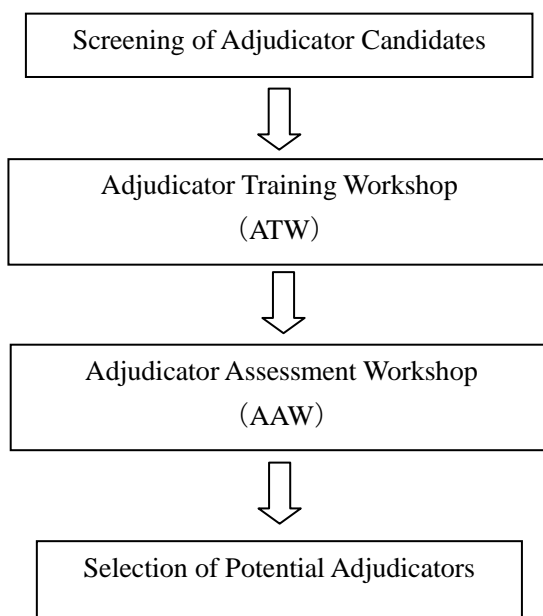 Screening of Adjudicator Candidates
Adjudicator Training Workshop
（ATW）
Adjudicator Assessment Workshop
（AAW）
Selection of Potential Adjudicators